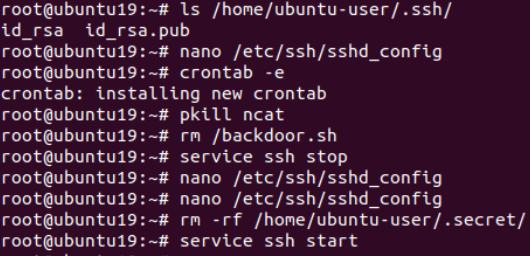 root@ubuntu19:~# ls /home/ubuntu-user/.ssh/
id_rsa  id_rsa.pub
root@ubuntu19:~# nano /etc/ssh/sshd_config
root@ubuntu19:~# crontab -e
crontab: installing new crontab
root@ubuntu19:~# pkill ncat
root@ubuntu19:~# rm /backdoor.sh
root@ubuntu19:~# service ssh stop
root@ubuntu19:~# nano /etc/ssh/sshd_config
root@ubuntu19:~# nano /etc/ssh/sshd_config
root@ubuntu19:~# rm -rf /home/ubuntu-user/.secret/
root@ubuntu19:~# service ssh start